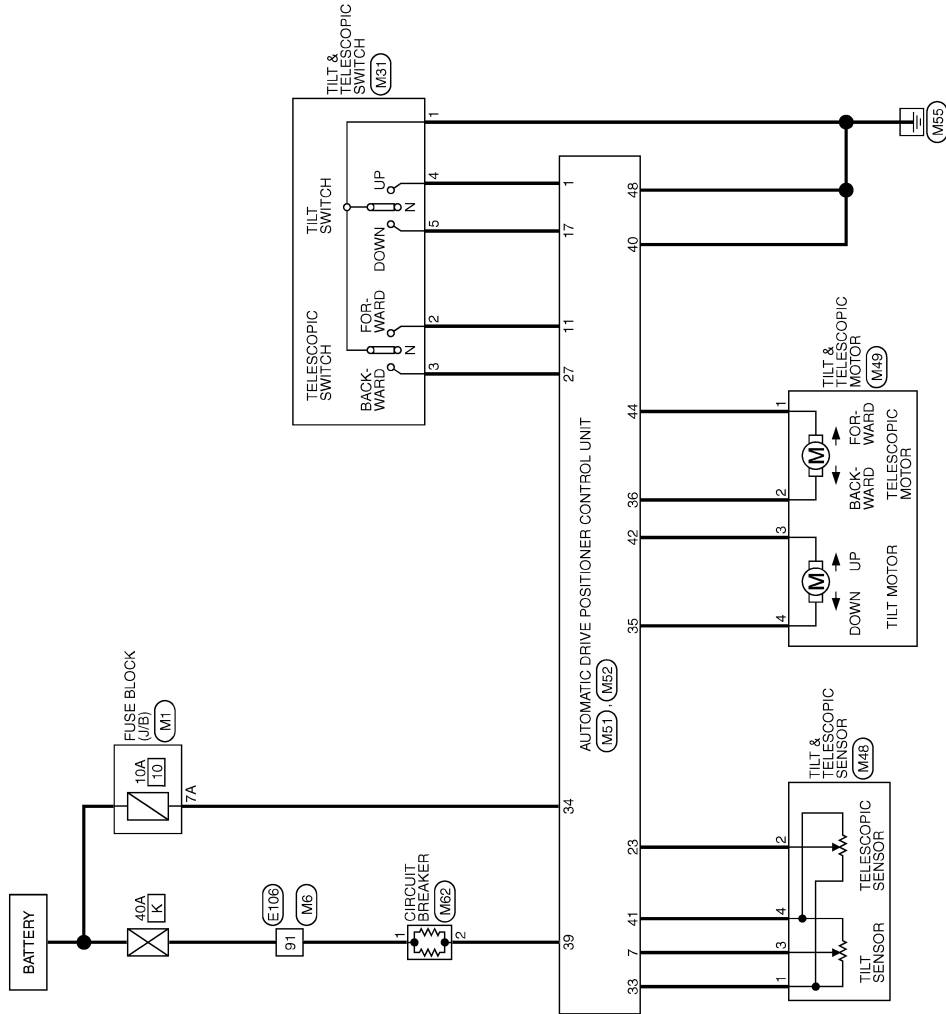 BATTERY
40A
K
E106
M6
91
1
CIRCUIT
BREAKER
M62
2
FUSE BLOCK
(J/B)
M1
10A
10
7A
TILT &
TELESCOPIC
SWITCH
M31
TELESCOPIC
SWITCH
TILT
SWITCH
BACK-
WARD
N
FOR-
WARD
DOWN
N
UP
3
2
5
4
1
39
34
27
11
17
1
AUTOMATIC DRIVE POSITIONER CONTROL UNIT
M51 , M52
33
7
41
23
35
42
36
44
40
48
TILT &
TELESCOPIC
SENSOR
M48
1
3
4
2
TILT
SENSOR
TELESCOPIC
SENSOR
TILT &
TELESCOPIC
MOTOR
M49
4
3
2
1
M
M
DOWN
UP
BACK-
WARD
FOR-
WARD
TILT MOTOR
TELESCOPIC
MOTOR
M55